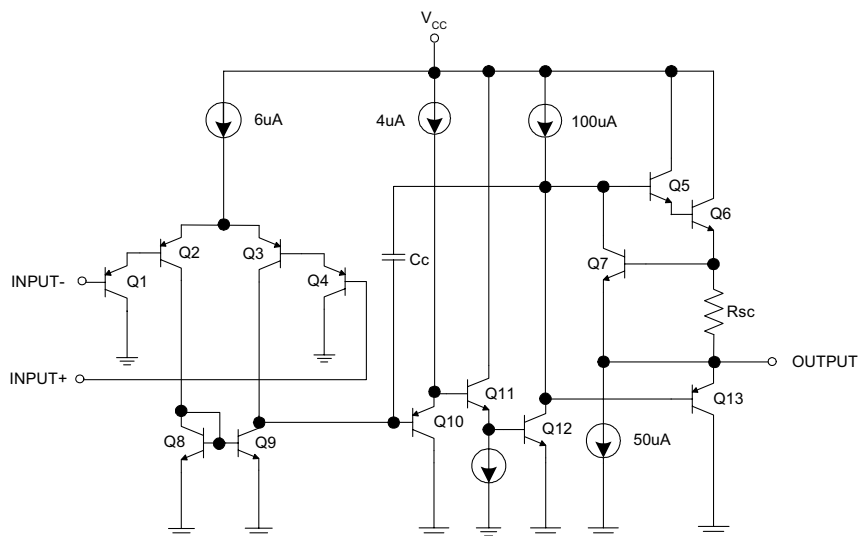 VCC
6uA
4uA
100uA
Q5
Q6
Q2
Q3
Q7
Cc
INPUT-
Q1
Q4
Rsc
OUTPUT
INPUT+
Q11
Q13
Q10
Q12
Q8
Q9
50uA